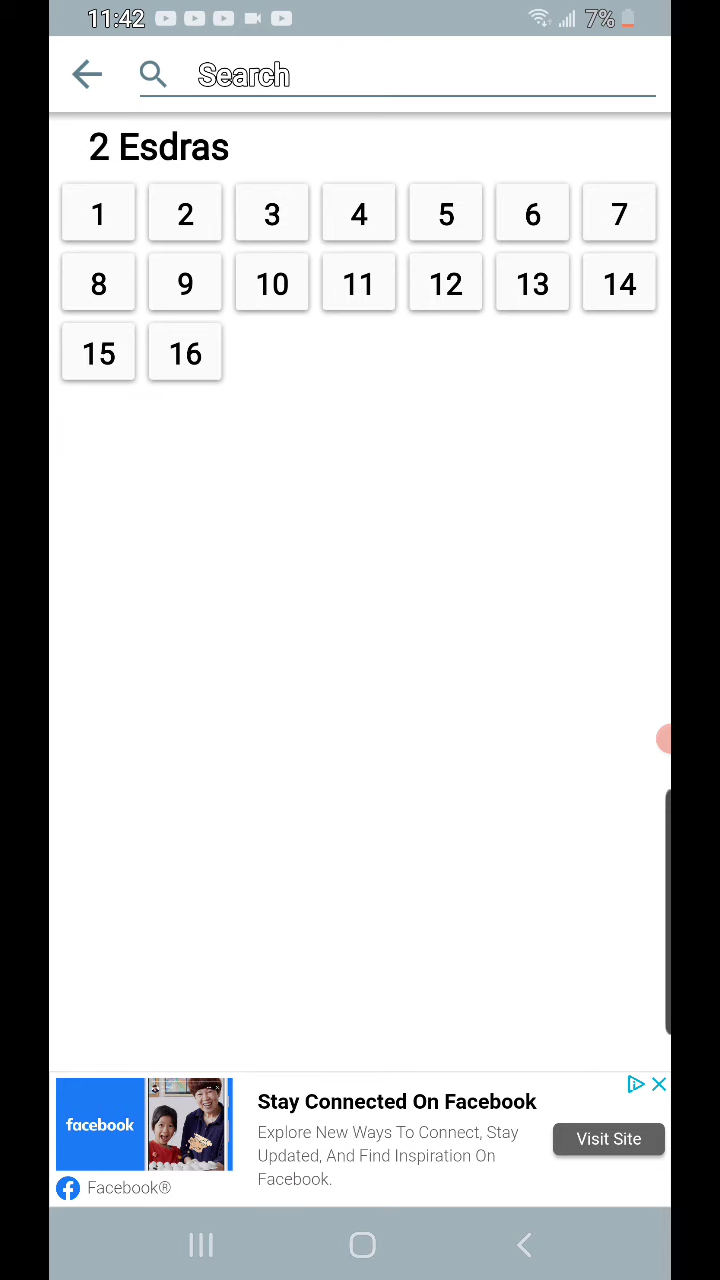 11:42 7%
Search
2 Esdras
1 2 3 4 5 6 7
8 9 10 11 12 13 14
15 16
facebook
Stay Connected On Facebook
Explore New Ways To Connect, Stay
Updated, And Find Inspiration On
Facebook.
Visit Site
Facebook®